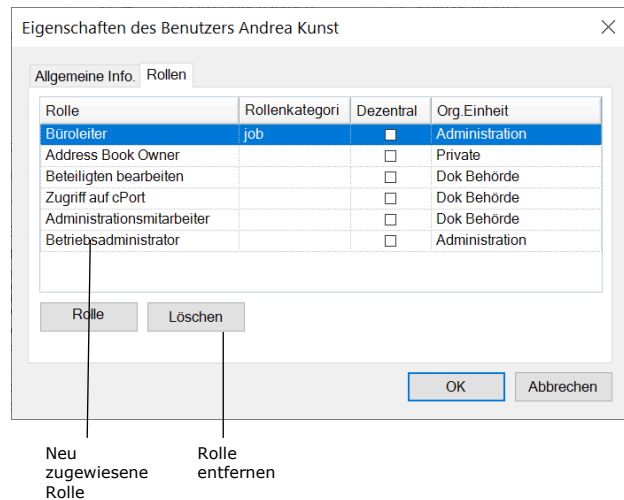 Eigenschaften des Benutzers Andrea Kunst
Allgemeine Info. Rollen
Rolle Rollenkategori Dezentral Org.Einheit
Büroleiter job Administration
Address Book Owner Private
Beteiligten bearbeiten Dok Behörde
Zugriff auf cPort Dok Behörde
Administrationsmitarbeiter Dok Behörde
Betriebsadministrator Administration
Rolle Löschen
OK Abbrechen
Neu
zugewiesene
Rolle
Rolle
entfernen